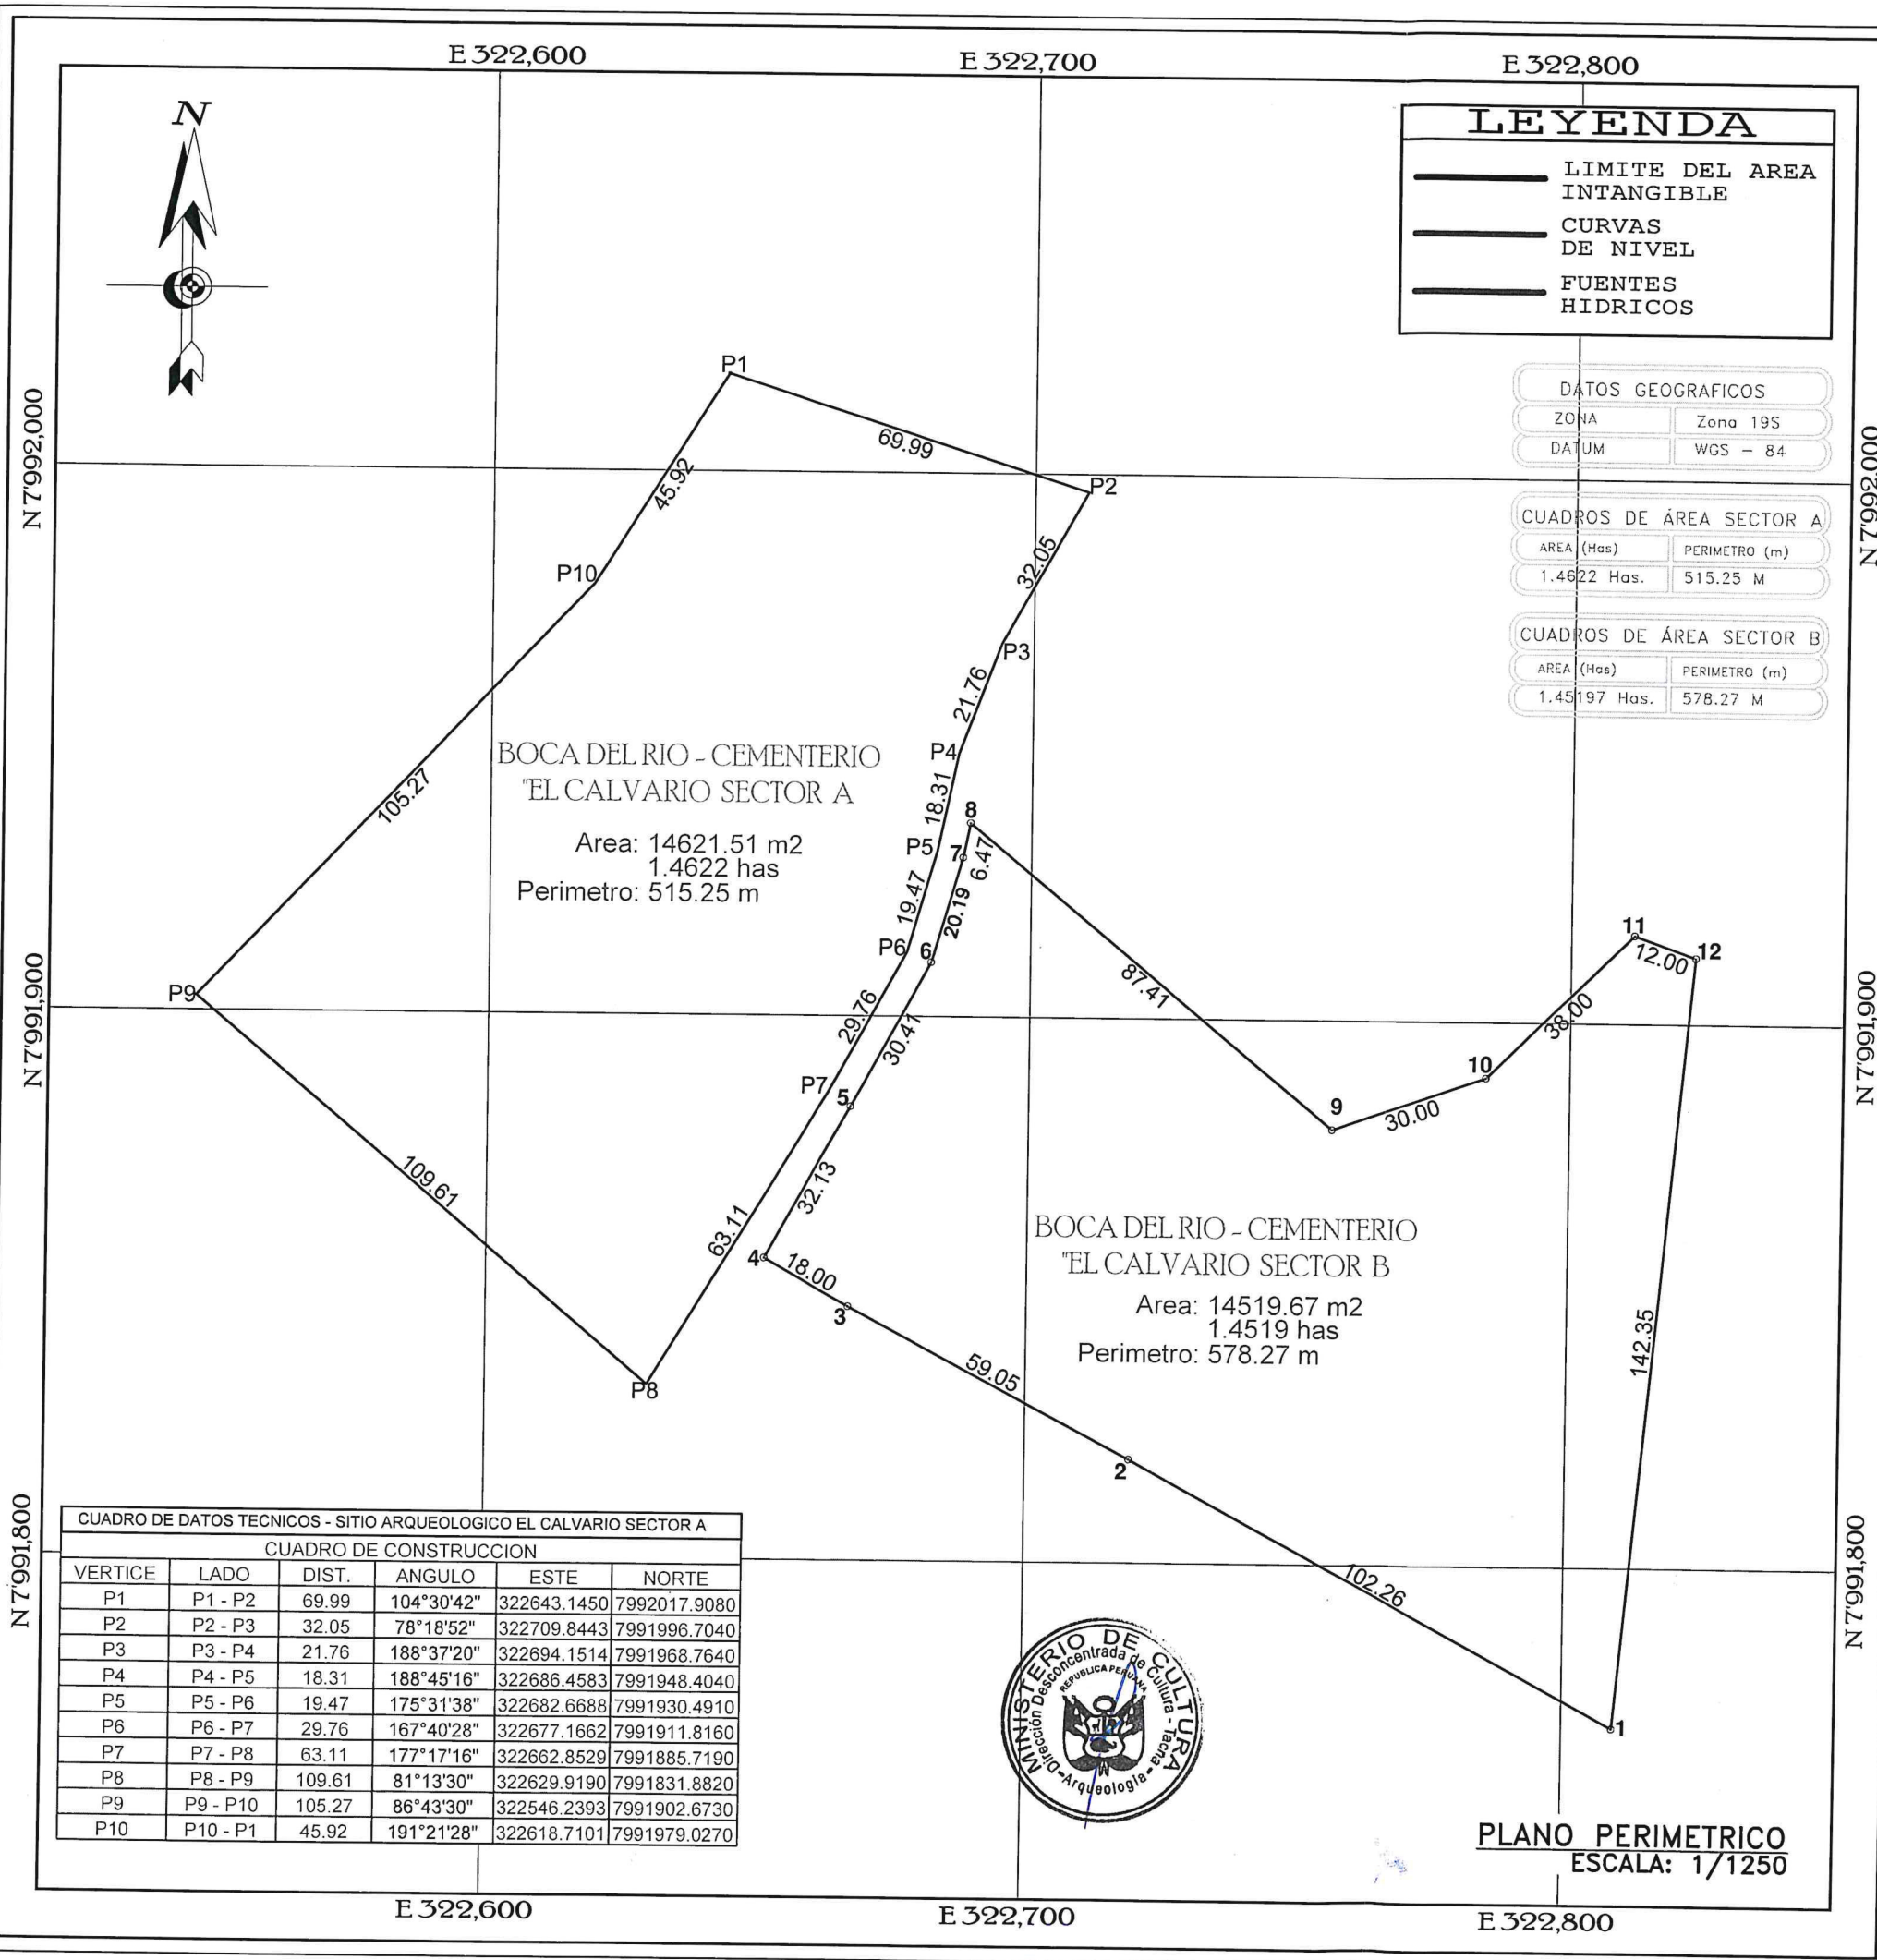 E 322,600
E 322,700
E 322,800
N
LEYENDA
LIMITE DEL AREA
INTANGIBLE
CURVAS
DE NIVEL
FUENTES
HIDRICOS
DATOS GEOGRAFICOS
ZONA Zona 19S
DATUM WGS - 84
CUADROS DE ÁREA SECTOR A
AREA (Has) PERIMETRO (m)
1.4622 Has. 515.25 M
CUADROS DE ÁREA SECTOR B
AREA (Has) PERIMETRO (m)
1.45197 Has. 578.27 M
N 7'992,000
N 7'992,000
N 7'991,900
N 7'991,900
N 7'991,800
N 7'991,800
P1
69.99
P2
45.92
P10
32.05
P3
21.76
P4
18.31
P5
19.47
P6
29.76
P7
63.11
P8
109.61
P9
105.27
BOCA DEL RIO - CEMENTERIO
"EL CALVARIO SECTOR A
Area: 14621.51 m2
1.4622 has
Perimetro: 515.25 m
8
6.47
7
20.19
6
30.41
5
32.13
4
18.00
3
59.05
2
102.26
1
142.35
12
12.00
11
38.00
10
30.00
9
87.41
BOCA DEL RIO - CEMENTERIO
"EL CALVARIO SECTOR B
Area: 14519.67 m2
1.4519 has
Perimetro: 578.27 m
CUADRO DE DATOS TECNICOS - SITIO ARQUEOLOGICO EL CALVARIO SECTOR A
CUADRO DE CONSTRUCCION
VERTICE LADO DIST. ANGULO ESTE NORTE
P1 P1 - P2 69.99 104°30'42" 322643.1450 7992017.9080
P2 P2 - P3 32.05 78°18'52" 322709.8443 7991996.7040
P3 P3 - P4 21.76 188°37'20" 322694.1514 7991968.7640
P4 P4 - P5 18.31 188°45'16" 322686.4583 7991948.4040
P5 P5 - P6 19.47 175°31'38" 322682.6688 7991930.4910
P6 P6 - P7 29.76 167°40'28" 322677.1662 7991911.8160
P7 P7 - P8 63.11 177°17'16" 322662.8529 7991885.7190
P8 P8 - P9 109.61 81°13'30" 322629.9190 7991831.8820
P9 P9 - P10 105.27 86°43'30" 322546.2393 7991902.6730
P10 P10 - P1 45.92 191°21'28" 322618.7101 7991979.0270
MINISTERIO DE CULTURA
Dirección Desconcentrada de Cultura - Tacna
REPUBLICA PERUANA
Arqueologia
PLANO PERIMETRICO
ESCALA: 1/1250
E 322,600
E 322,700
E 322,800